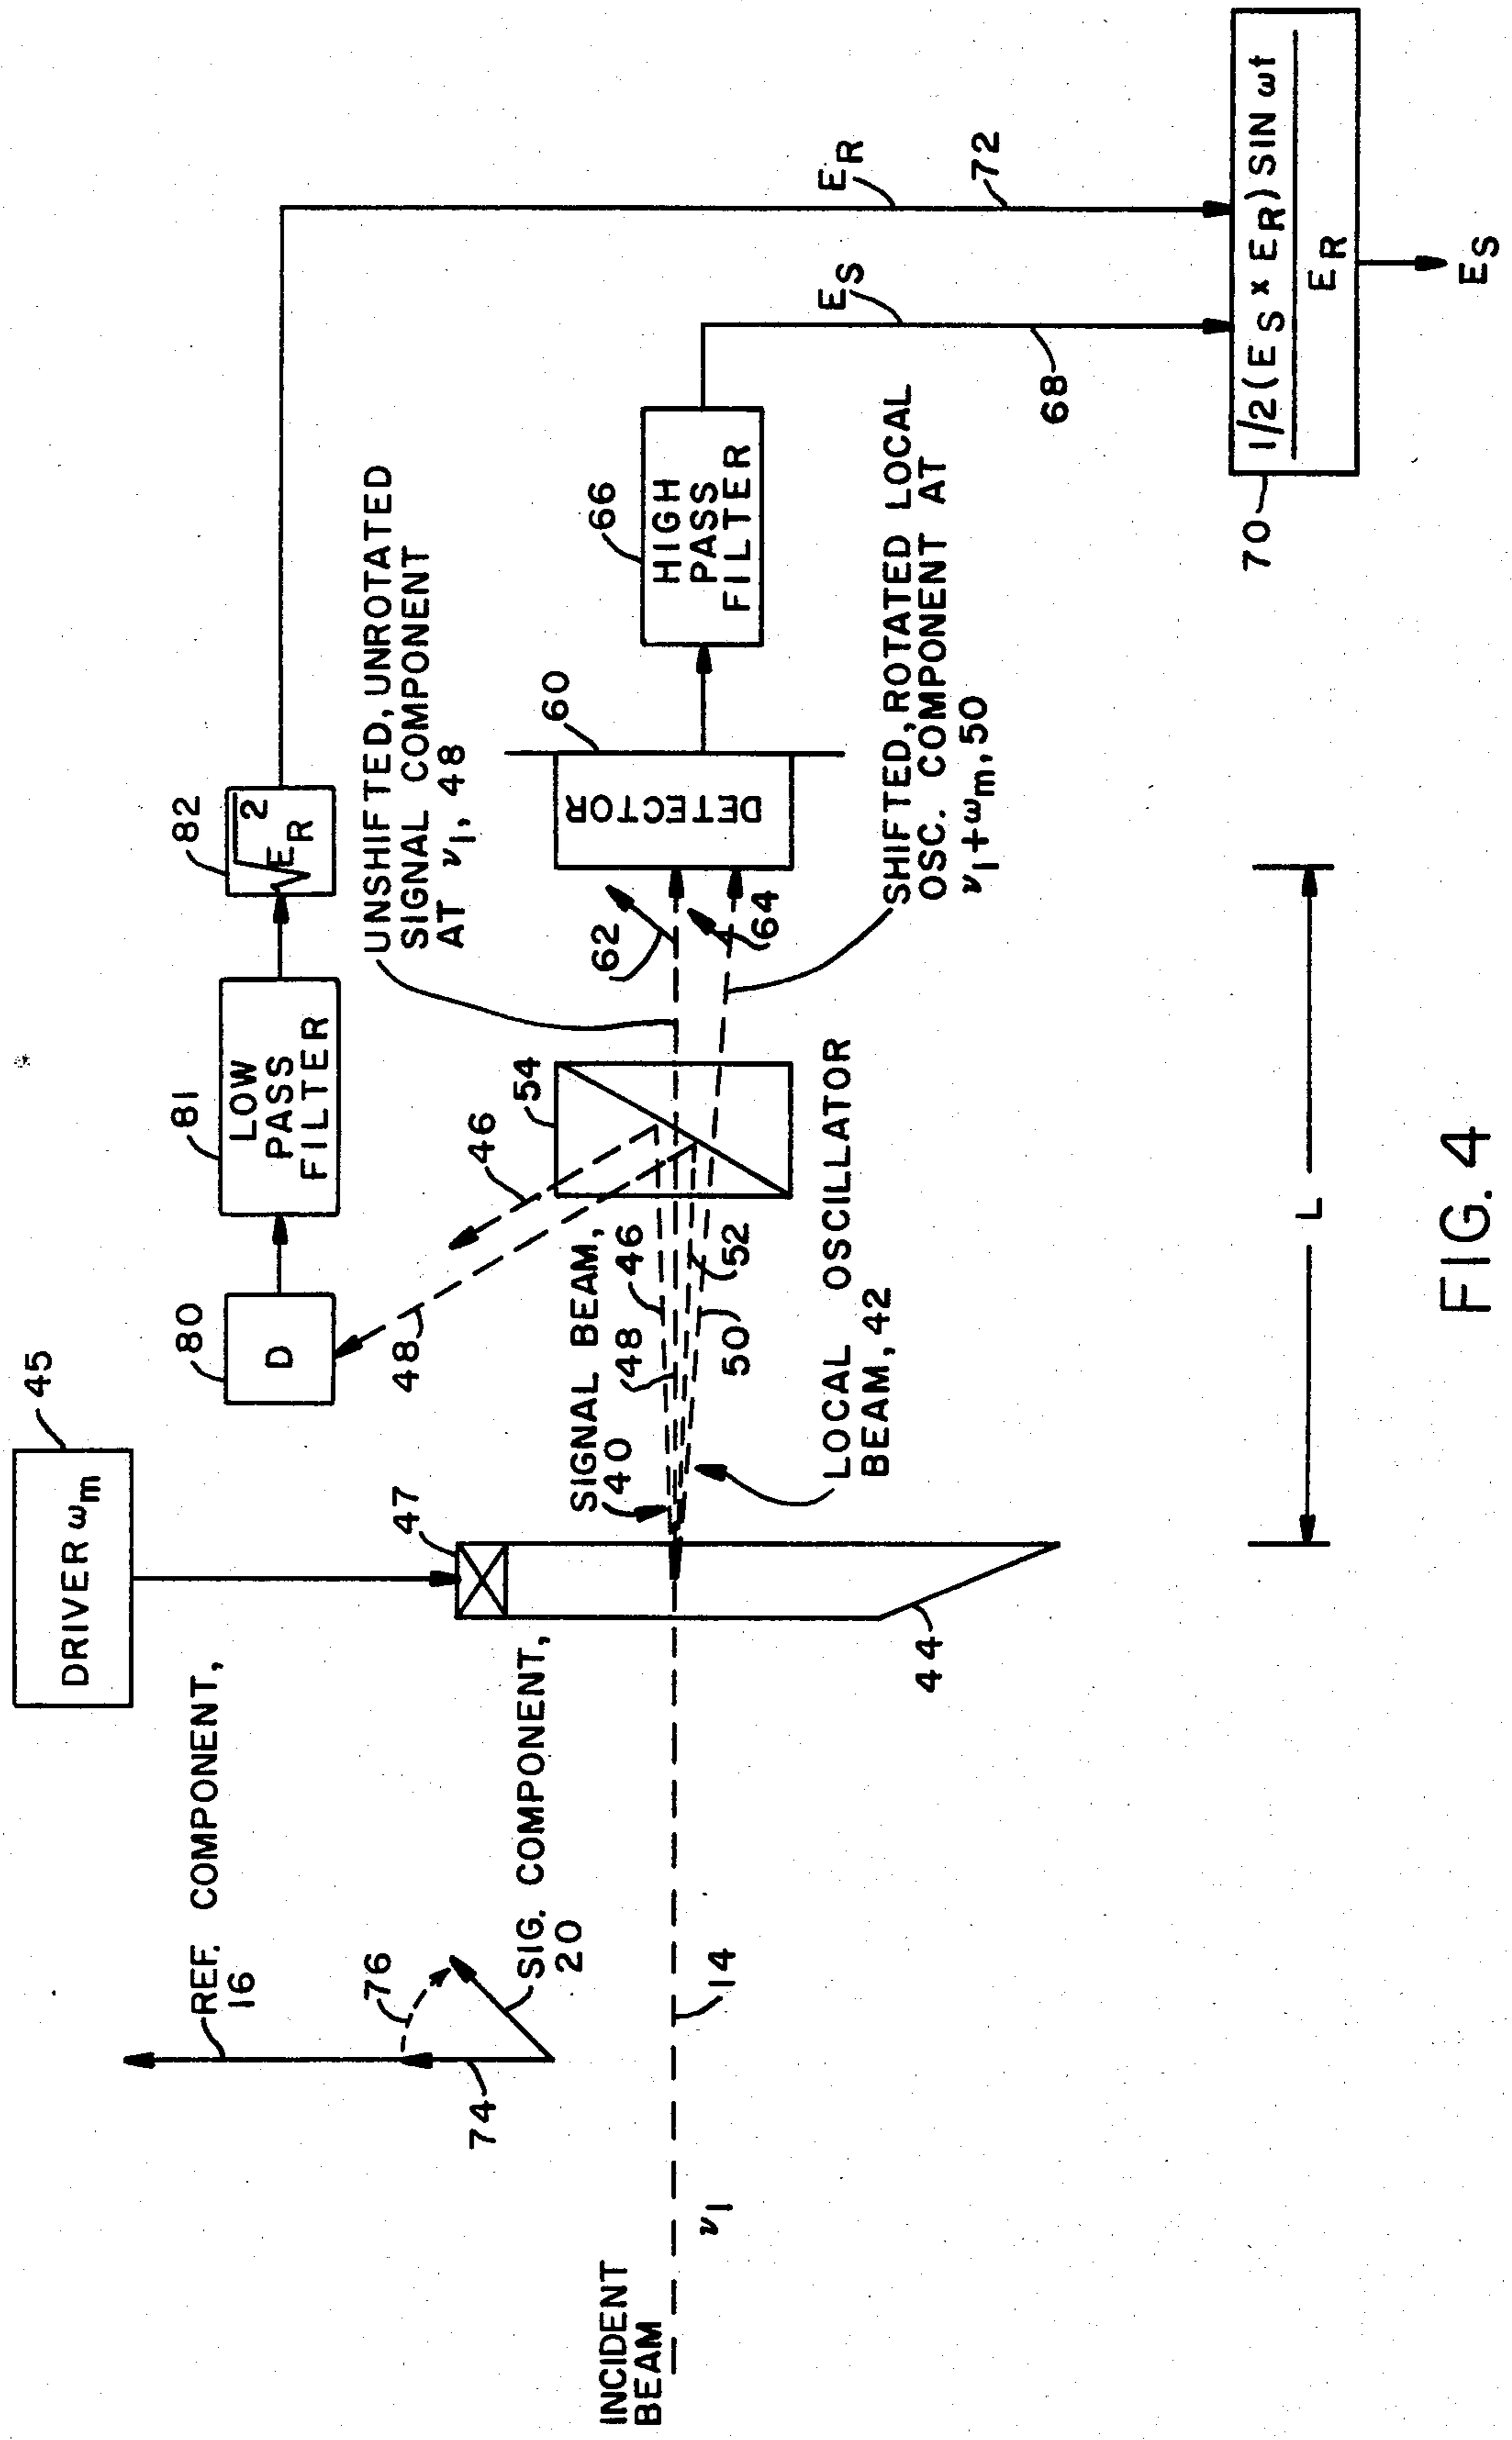 DRIVER ωm
45
REF. COMPONENT,
16
76
74
SIG. COMPONENT,
20
INCIDENT
BEAM
ν1
14
47
44
80
D
81
LOW
PASS
FILTER
82
√ER²
48
46
54
SIGNAL BEAM,
40
46
48
52
50
LOCAL OSCILLATOR
BEAM, 42
UNSHIFTED, UNROTATED
SIGNAL COMPONENT
AT ν1, 48
62
64
60
DETECTOR
SHIFTED, ROTATED LOCAL
OSC. COMPONENT AT
ν1+ωm, 50
66
HIGH
PASS
FILTER
ES
68
ER
72
70
1/2(ES x ER) SIN ωt
ER
ES
L
FIG. 4